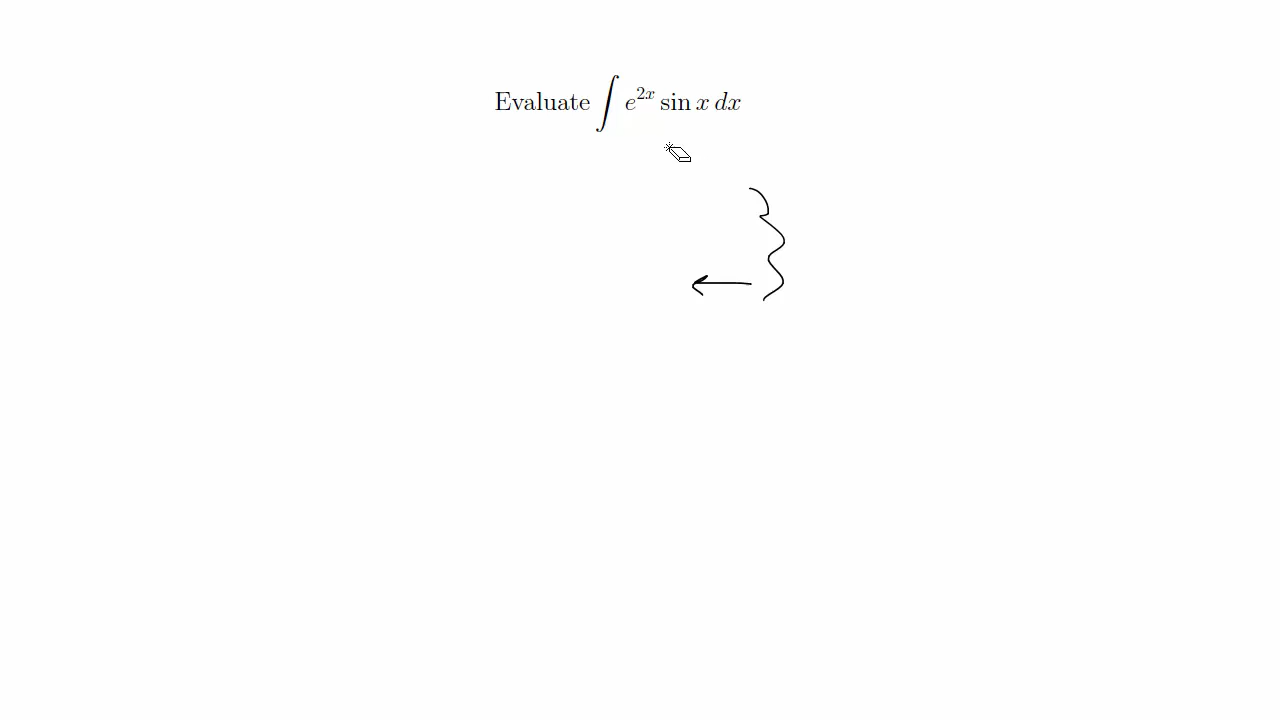 Evaluate ∫ e^{2x} sin x dx